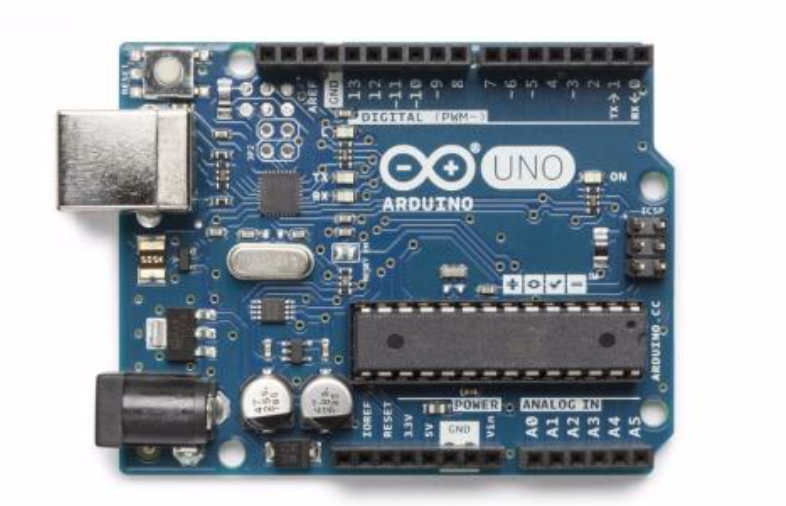 RESET
AREF
GND
13
12
~11
~10
~9
8
7
~6
~5
4
~3
2
TX→1
RX←0
DIGITAL (PWM~)
TX
RX
UNO
ARDUINO
ON
ICSP
ARDUINO.CC
IOREF
RESET
3.3V
5V
GND
Vin
POWER
ANALOG IN
A0
A1
A2
A3
A4
A5